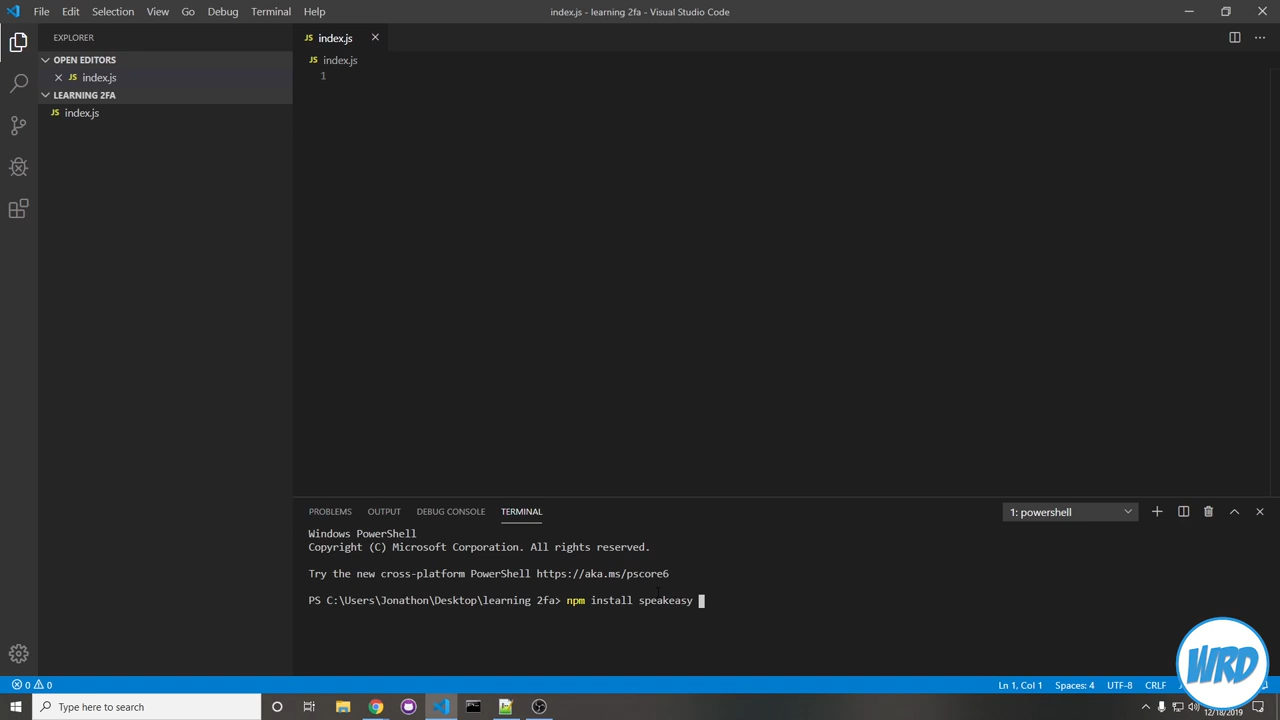 File Edit Selection View Go Debug Terminal Help
index.js - learning 2fa - Visual Studio Code
EXPLORER
OPEN EDITORS
JS index.js
LEARNING 2FA
JS index.js
JS index.js
JS index.js
1
PROBLEMS OUTPUT DEBUG CONSOLE TERMINAL
1: powershell
Windows PowerShell
Copyright (C) Microsoft Corporation. All rights reserved.
Try the new cross-platform PowerShell https://aka.ms/pscore6
PS C:\Users\Jonathon\Desktop\learning 2fa> npm install speakeasy
0 0
Ln 1, Col 1 Spaces: 4 UTF-8 CRLF
WRD
Type here to search
12/18/2019